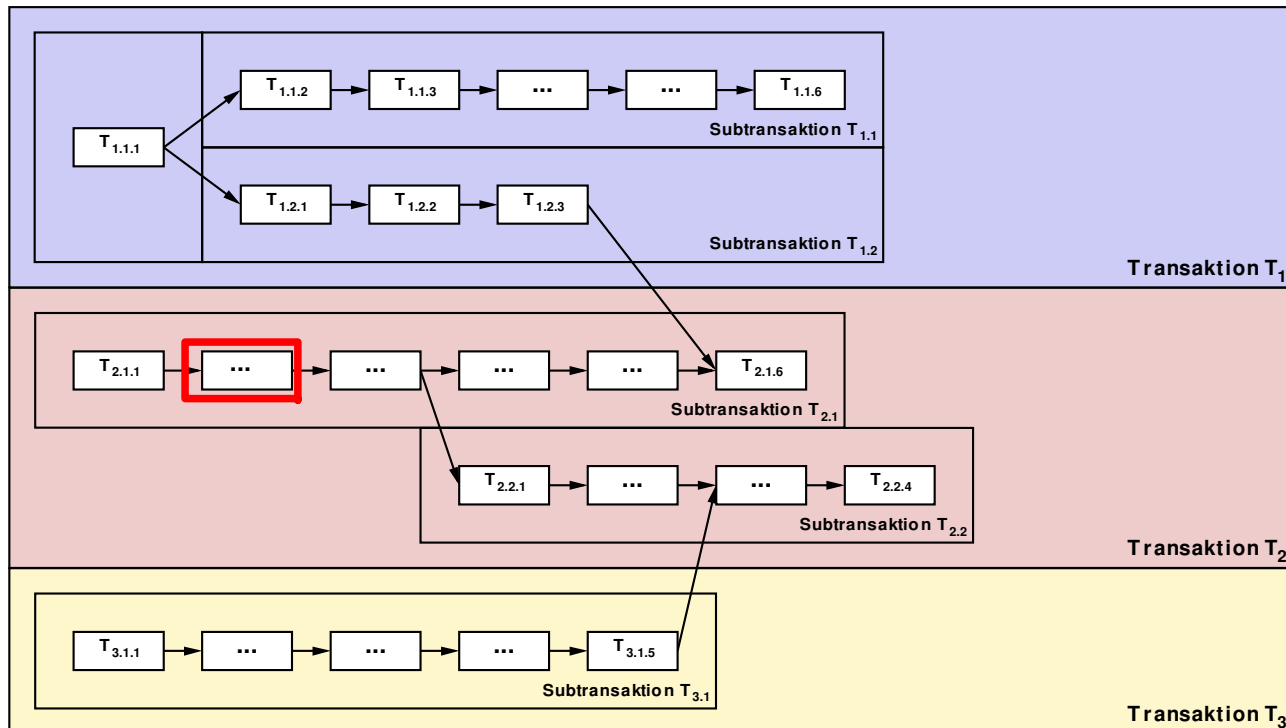 T1.1.2 T1.1.3 ... ... T1.1.6
Subtransaktion T1.1
T1.1.1
T1.2.1 T1.2.2 T1.2.3
Subtransaktion T1.2
Transaktion T1
T2.1.1 ... ... ... ... T2.1.6
Subtransaktion T2.1
T2.2.1 ... ... T2.2.4
Subtransaktion T2.2
Transaktion T2
T3.1.1 ... ... ... T3.1.5
Subtransaktion T3.1
Transaktion T3